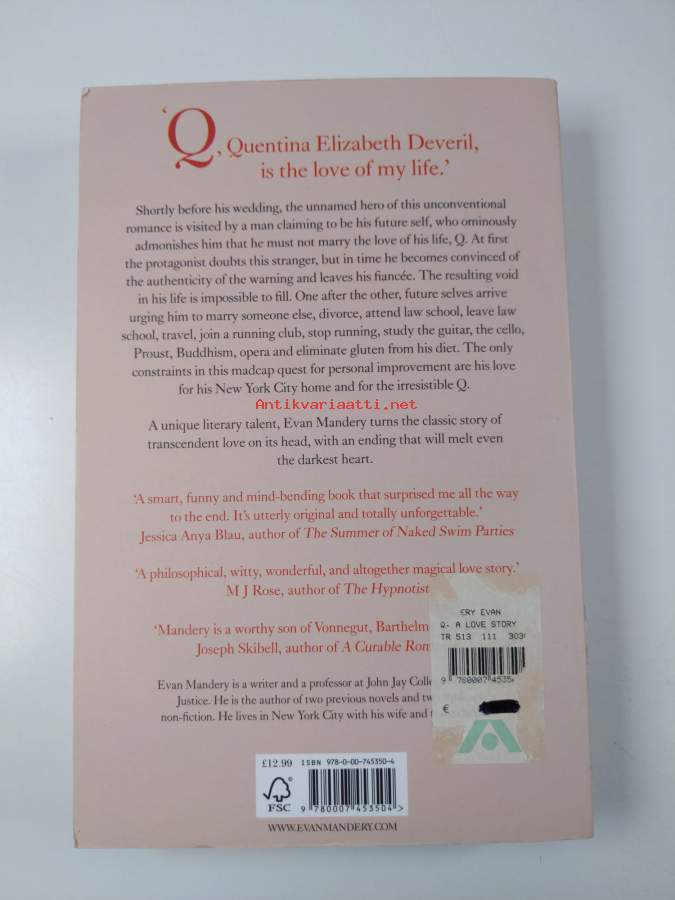 ‘Q, Quentina Elizabeth Deveril,
is the love of my life.’
Shortly before his wedding, the unnamed hero of this unconventional
romance is visited by a man claiming to be his future self, who ominously
admonishes him that he must not marry the love of his life, Q. At first
the protagonist doubts this stranger, but in time he becomes convinced of
the authenticity of the warning and leaves his fiancée. The resulting void
in his life is impossible to fill. One after the other, future selves arrive
urging him to marry someone else, divorce, attend law school, leave law
school, travel, join a running club, stop running, study the guitar, the cello,
Proust, Buddhism, opera and eliminate gluten from his diet. The only
constraints in this madcap quest for personal improvement are his love
for his New York City home and for the irresistible Q.
Antikvariaatti.net
A unique literary talent, Evan Mandery turns the classic story of
transcendent love on its head, with an ending that will melt even
the darkest heart.
‘A smart, funny and mind-bending book that surprised me all the way
to the end. It’s utterly original and totally unforgettable.’
Jessica Anya Blau, author of The Summer of Naked Swim Parties
‘A philosophical, witty, wonderful, and altogether magical love story.’
M J Rose, author of The Hypnotist
‘Mandery is a worthy son of Vonnegut, Barthelm
Joseph Skibell, author of A Curable Rom
Evan Mandery is a writer and a professor at John Jay Colle
Justice. He is the author of two previous novels and tw
non-fiction. He lives in New York City with his wife and
ERY EVAN
Q. A LOVE STORY
TR 513 111 303
9 780007 4535
€
£12.99 ISBN 978-0-00-745350-4
FSC
9 780007 453504 >
WWW.EVANMANDERY.COM